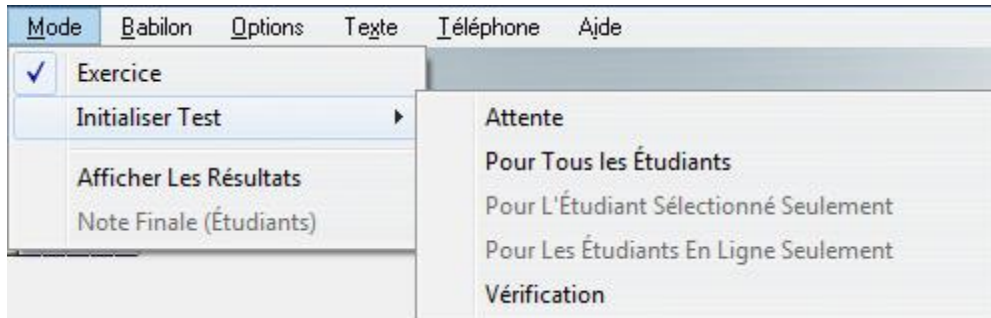 Mode Babilon Options Texte Téléphone Aide
Exercice
Initialiser Test
Afficher Les Résultats
Note Finale (Étudiants)
Attente
Pour Tous les Étudiants
Pour L'Étudiant Sélectionné Seulement
Pour Les Étudiants En Ligne Seulement
Vérification